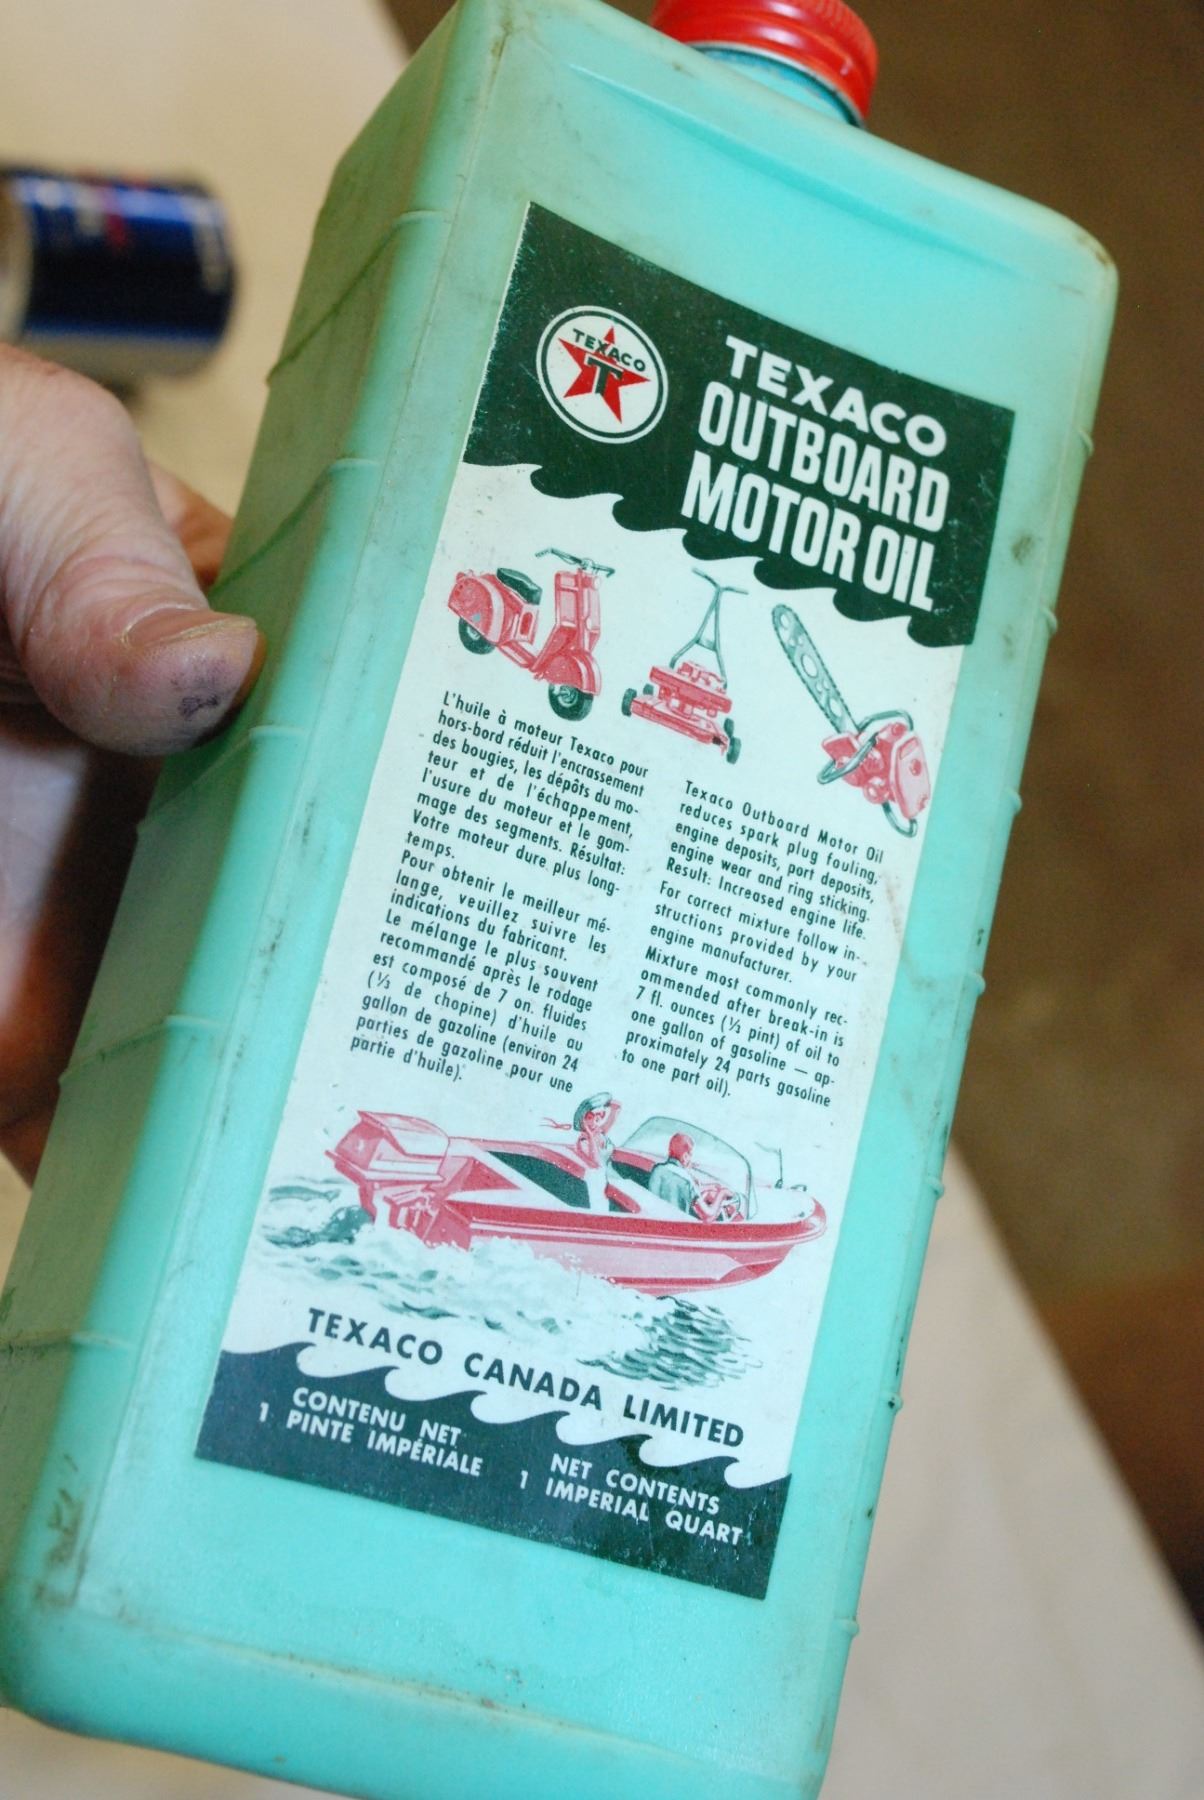 TEXACO
T
TEXACO
OUTBOARD
MOTOR OIL
L'huile à moteur Texaco pour
hors-bord réduit l'encrassement
des bougies, les dépôts du mo-
teur et de l'échappement,
l'usure du moteur et le gom-
mage des segments. Résultat:
Votre moteur dure plus long-
temps.
Pour obtenir le meilleur mé-
lange, veuillez suivre les
indications du fabricant.
Le mélange le plus souvent
recommandé après le rodage
est composé de 7 on. fluides
(⅓ de chopine) d'huile au
gallon de gazoline (environ 24
parties de gazoline pour une
partie d'huile).
Texaco Outboard Motor Oil
reduces spark plug fouling,
engine deposits, port deposits,
engine wear and ring sticking.
Result: Increased engine life.
For correct mixture follow in-
structions provided by your
engine manufacturer.
Mixture most commonly rec-
ommended after break-in is
7 fl. ounces (⅓ pint) of oil to
one gallon of gasoline — ap-
proximately 24 parts gasoline
to one part oil).
TEXACO CANADA LIMITED
CONTENU NET
1 PINTE IMPÉRIALE
NET CONTENTS
1 IMPERIAL QUART